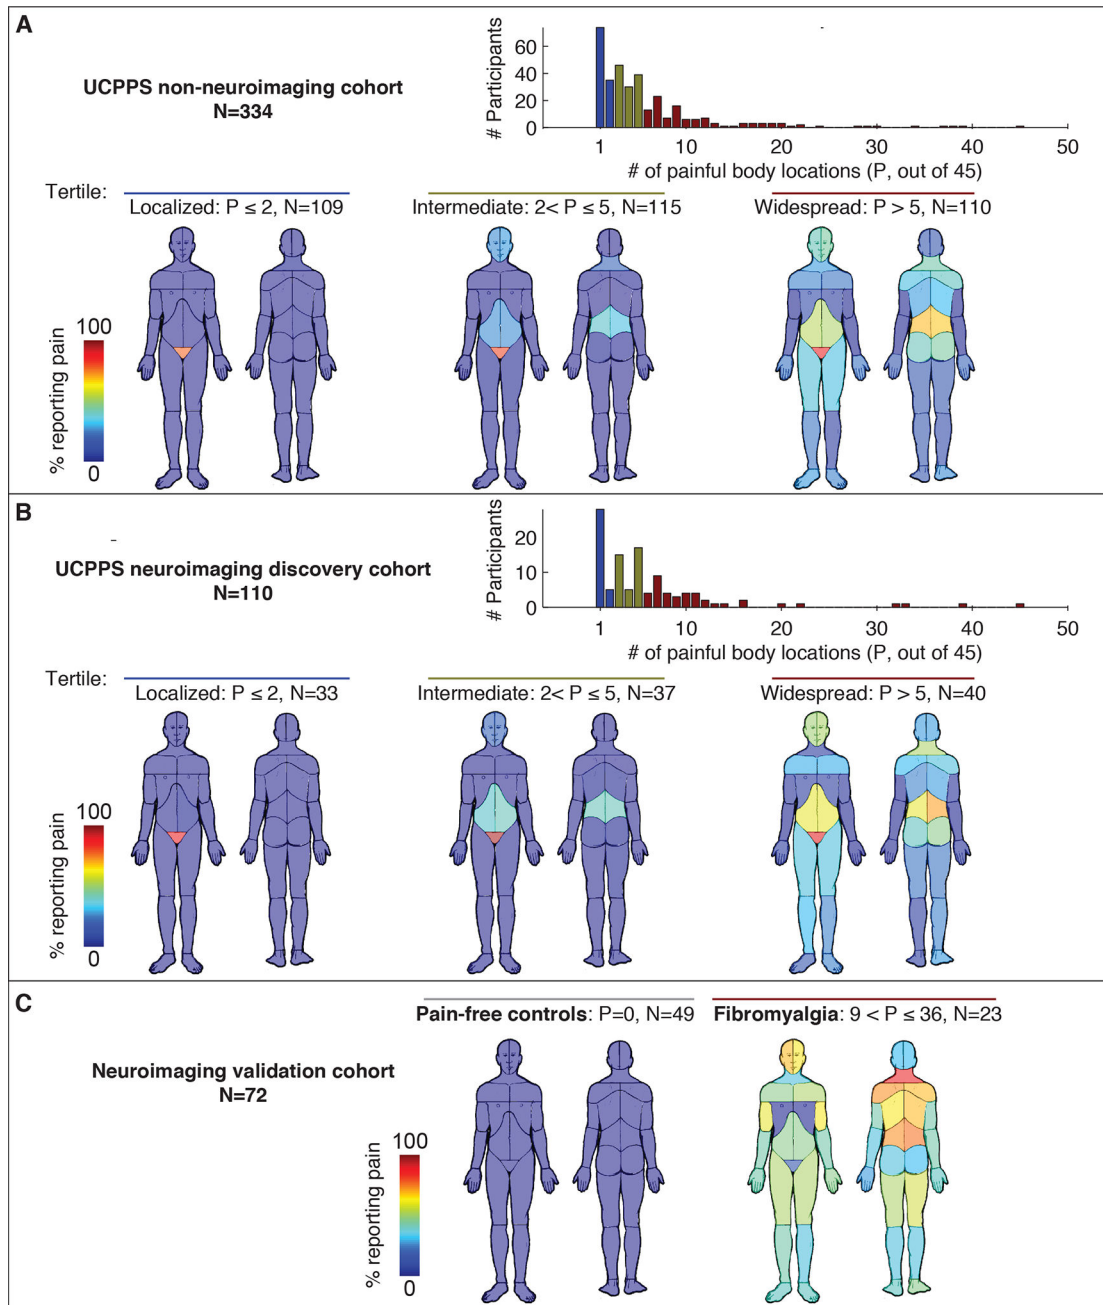 A
UCPPS non-neuroimaging cohort
N=334
# Participants
60
40
20
0
1
10
20
30
40
50
# of painful body locations (P, out of 45)
Tertile:
Localized: P ≤ 2, N=109
Intermediate: 2< P ≤ 5, N=115
Widespread: P > 5, N=110
% reporting pain
100
0
B
UCPPS neuroimaging discovery cohort
N=110
# Participants
20
10
0
1
10
20
30
40
50
# of painful body locations (P, out of 45)
Tertile:
Localized: P ≤ 2, N=33
Intermediate: 2< P ≤ 5, N=37
Widespread: P > 5, N=40
% reporting pain
100
0
C
Pain-free controls: P=0, N=49
Fibromyalgia: 9 < P ≤ 36, N=23
Neuroimaging validation cohort
N=72
% reporting pain
100
0